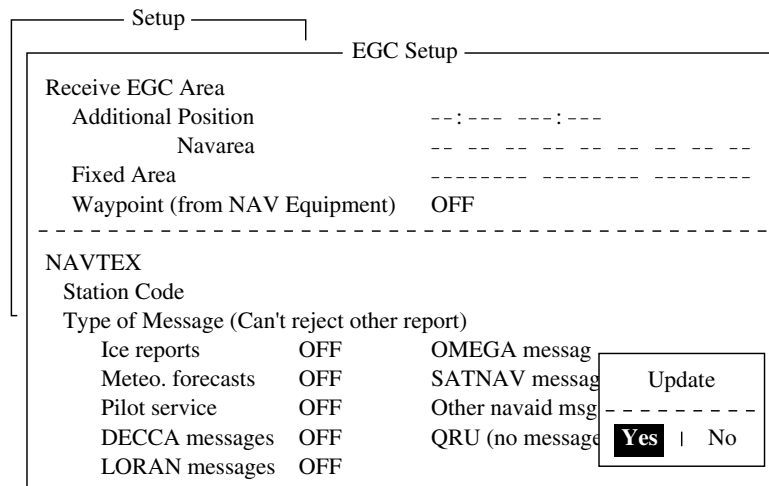 Setup
EGC Setup
Receive EGC Area
Additional Position --:--- ---:---
Navarea -- -- -- -- -- -- -- -- --
Fixed Area -------- -------- --------
Waypoint (from NAV Equipment) OFF
NAVTEX
Station Code
Type of Message (Can't reject other report)
Ice reports OFF OMEGA messag
Meteo. forecasts OFF SATNAV messag
Pilot service OFF Other navaid msg
DECCA messages OFF QRU (no message
LORAN messages OFF
Update
Yes | No